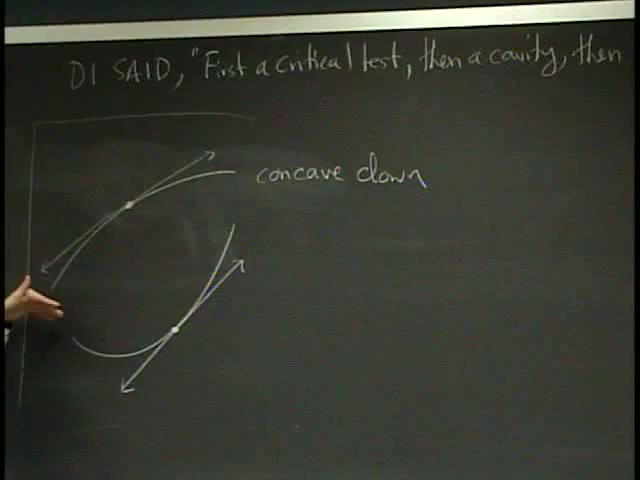 DI SAID, "First a critical test, then a cavity, then
concave down